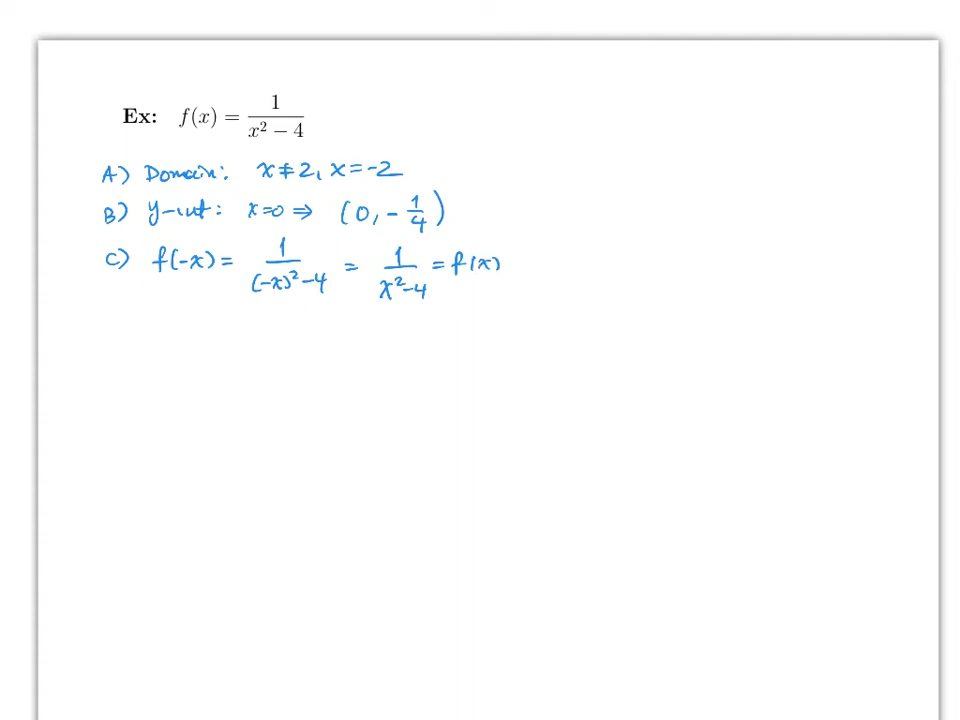 Ex: f(x) = 1/(x² − 4)
A) Domain: x ≠ 2, x = −2
B) y-int: x=0 ⇒ (0, −1/4)
C) f(−x) = 1/((−x)² − 4) = 1/(x² − 4) = f(x)